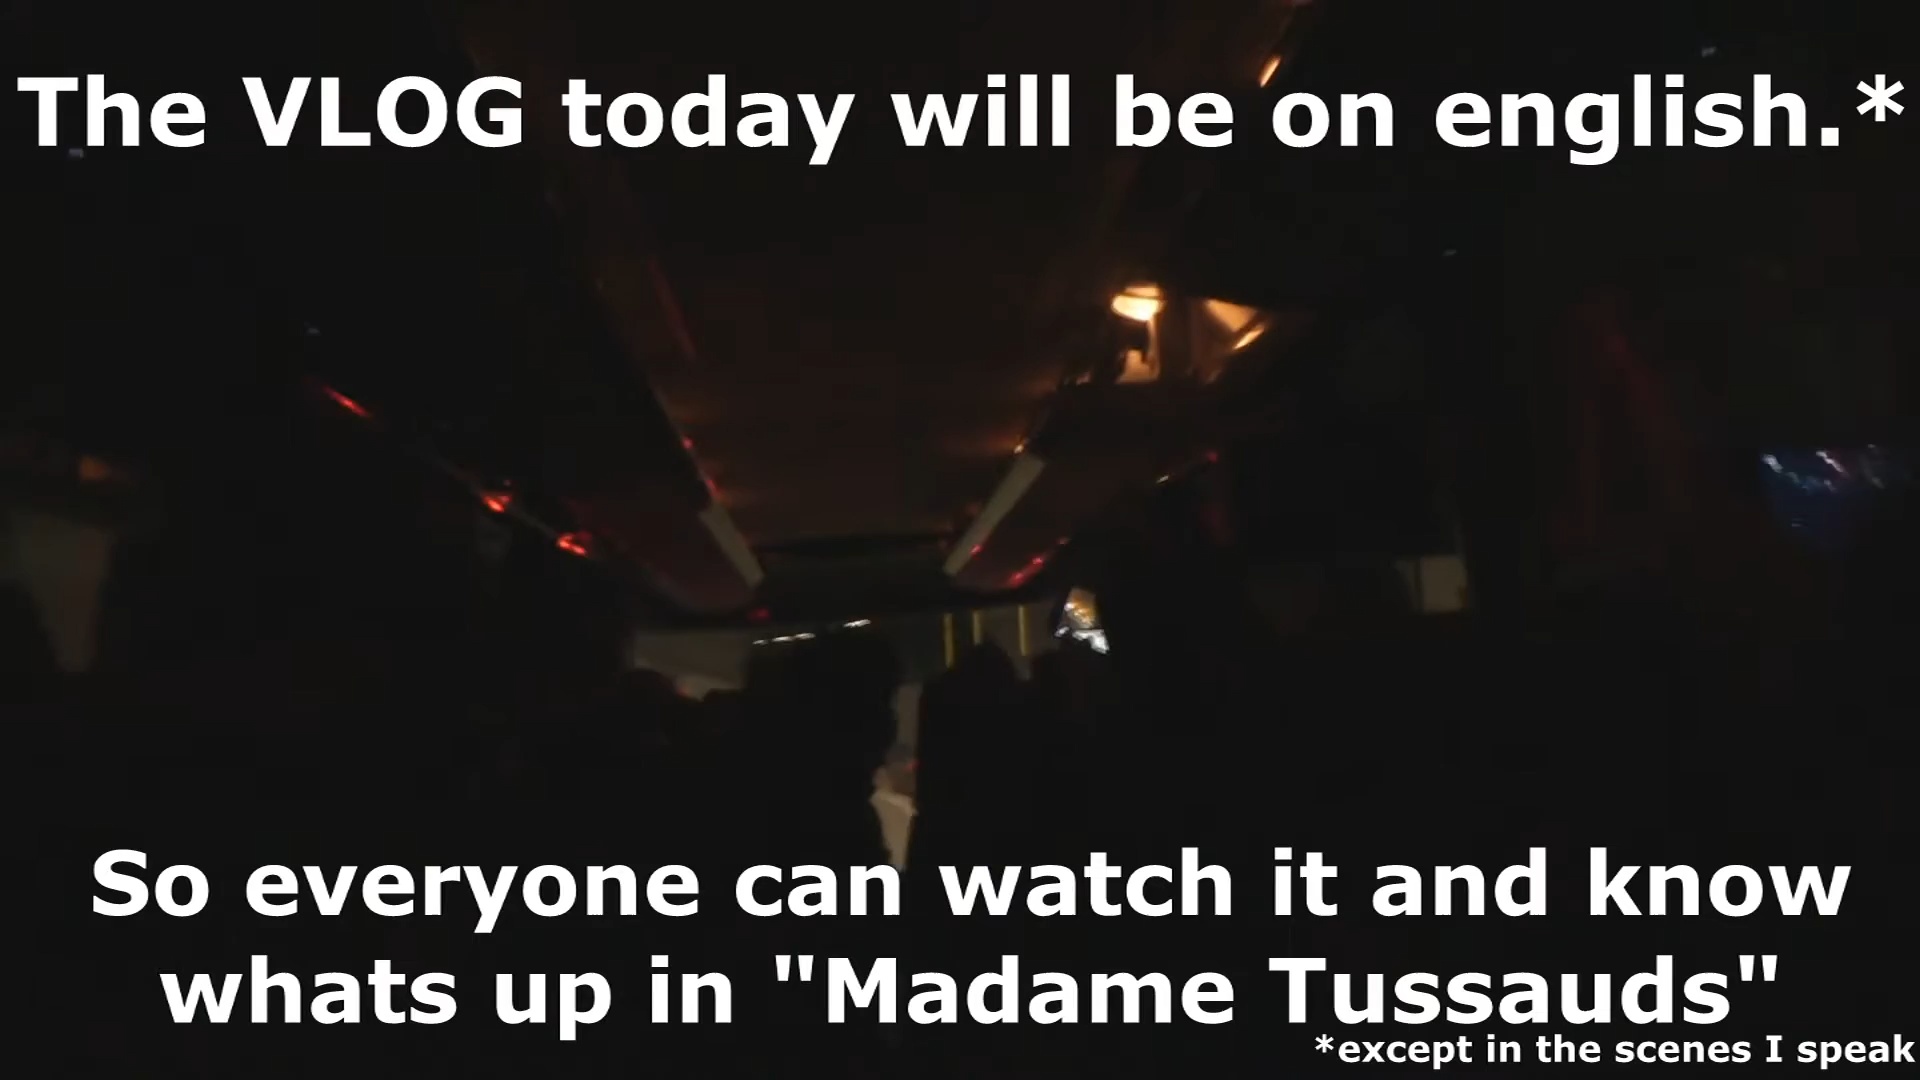 The VLOG today will be on english.*
So everyone can watch it and know
whats up in "Madame Tussauds"
*except in the scenes I speak